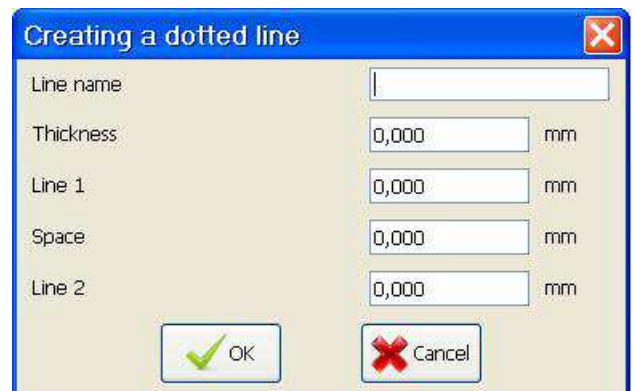 Creating a dotted line
Line name
Thickness 0,000 mm
Line 1 0,000 mm
Space 0,000 mm
Line 2 0,000 mm
OK Cancel